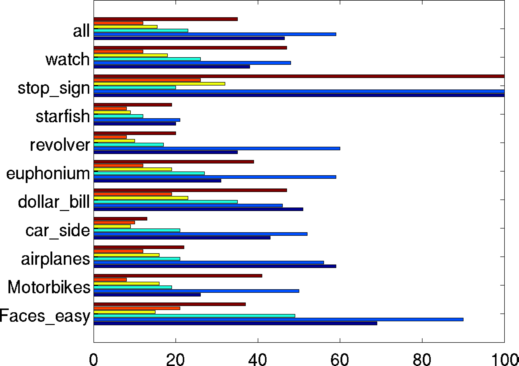 all
watch
stop_sign
starfish
revolver
euphonium
dollar_bill
car_side
airplanes
Motorbikes
Faces_easy
0 20 40 60 80 100